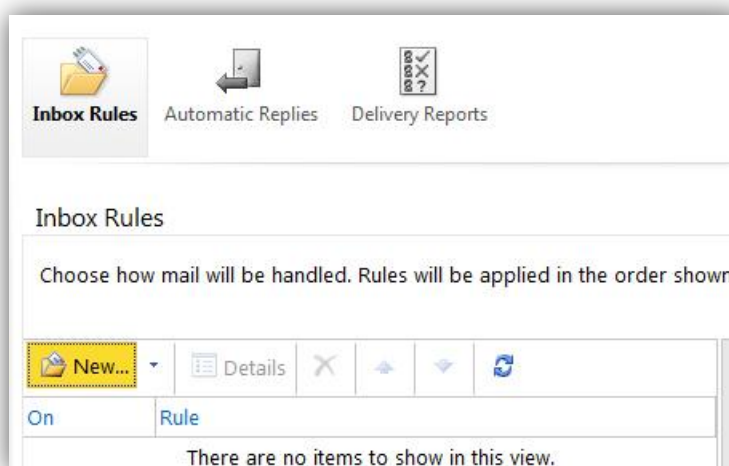 Inbox Rules Automatic Replies Delivery Reports
Inbox Rules
Choose how mail will be handled. Rules will be applied in the order shown
New... Details
On Rule
There are no items to show in this view.